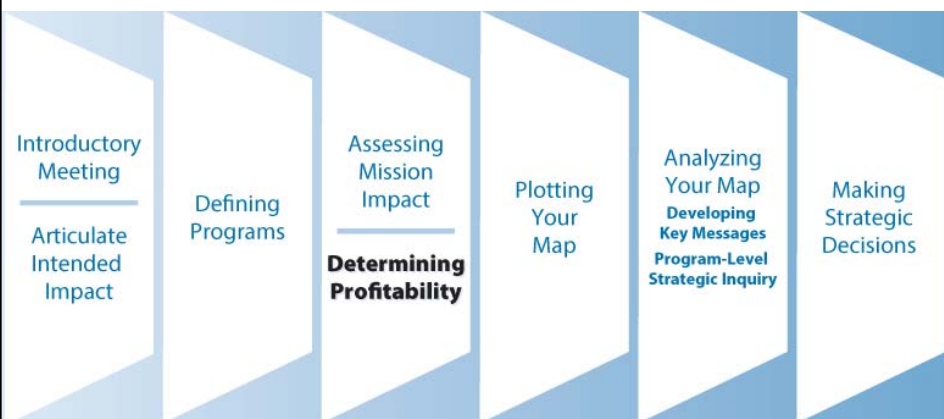 Introductory
Meeting
Articulate
Intended
Impact
Defining
Programs
Assessing
Mission
Impact
Determining
Profitability
Plotting
Your
Map
Analyzing
Your Map
Developing
Key Messages
Program-Level
Strategic Inquiry
Making
Strategic
Decisions